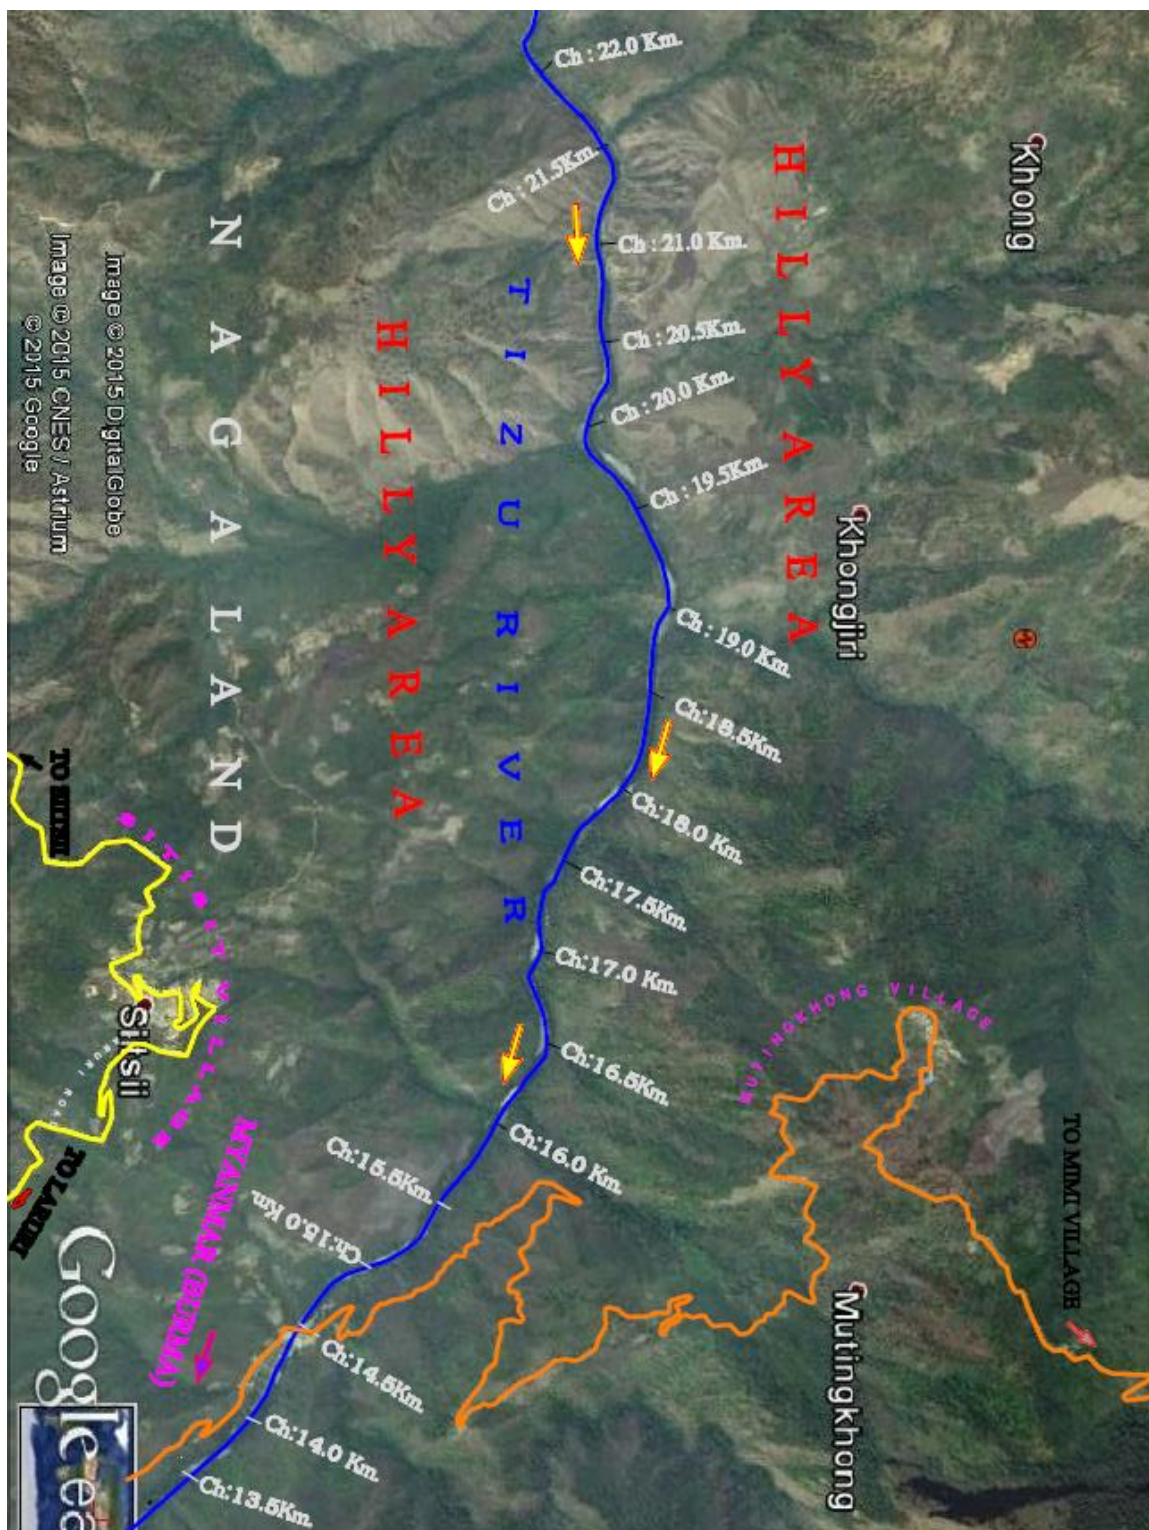 Ch : 22.0 Km.
Ch : 21.5Km.
Ch : 21.0 Km.
Ch : 20.5Km.
Ch : 20.0 Km.
Ch : 19.5Km.
Ch : 19.0 Km.
Ch:18.5Km.
Ch:18.0 Km.
Ch:17.5Km.
Ch:17.0 Km.
Ch:16.5Km.
Ch:16.0 Km.
Ch:15.5Km.
Ch:15.0 Km
Ch:14.5Km.
Ch:14.0 Km.
Ch:13.5Km.
Khong
HILLY AREA
Khongjiri
TIZU RIVER
HILLY AREA
NAGALAND
Image © 2015 DigitalGlobe
Image © 2015 CNES / Astrium
© 2015 Google
MUTINGKHONG VILLAGE
TO MIMI VILLAGE
Mutingkhong
VILLAGE
TO LARURI
MYANMAR (BURMA)
Google ea